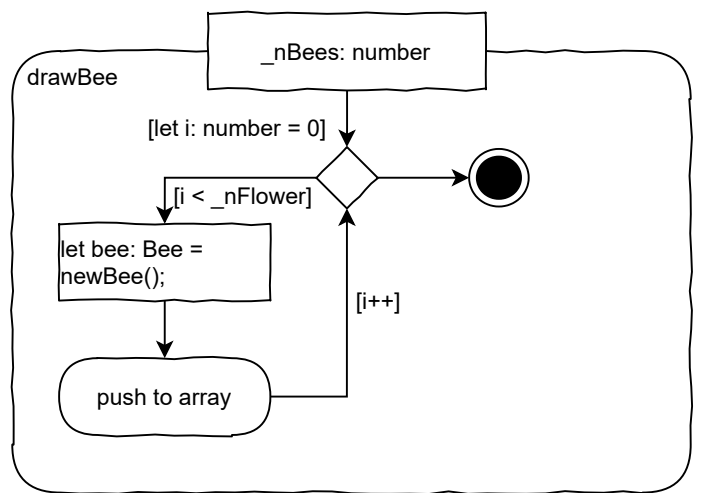 _nBees: number
drawBee
[let i: number = 0]
[i < _nFlower]
let bee: Bee =
newBee();
[i++]
push to array